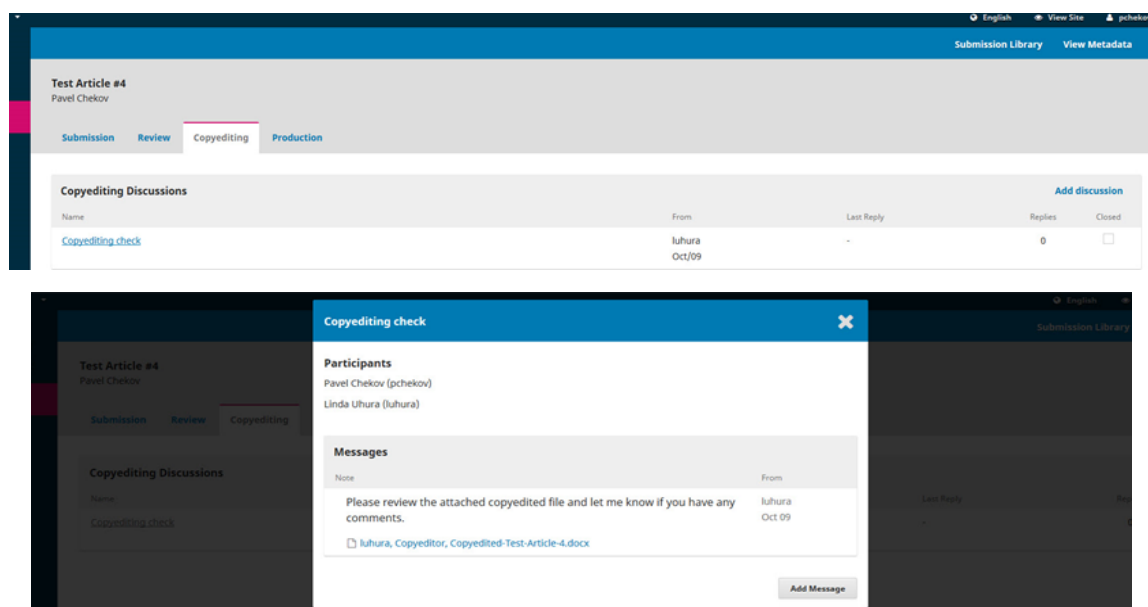 English View Site pchekov
Submission Library View Metadata
Test Article #4
Pavel Chekov
Submission Review Copyediting Production
Copyediting Discussions Add discussion
Name From Last Reply Replies Closed
Copyediting check luhura - 0
Oct/09
English
Copyediting check
Submission Library
Participants
Test Article #4
Pavel Chekov
Pavel Chekov (pchekov)
Linda Uhura (luhura)
Submission Review Copyediting
Messages
Copyediting Discussions
Note From
Name Last Reply
Please review the attached copyedited file and let me know if you have any luhura
comments. Oct 09
Copyediting check - 0
luhura, Copyeditor, Copyedited-Test-Article-4.docx
Add Message